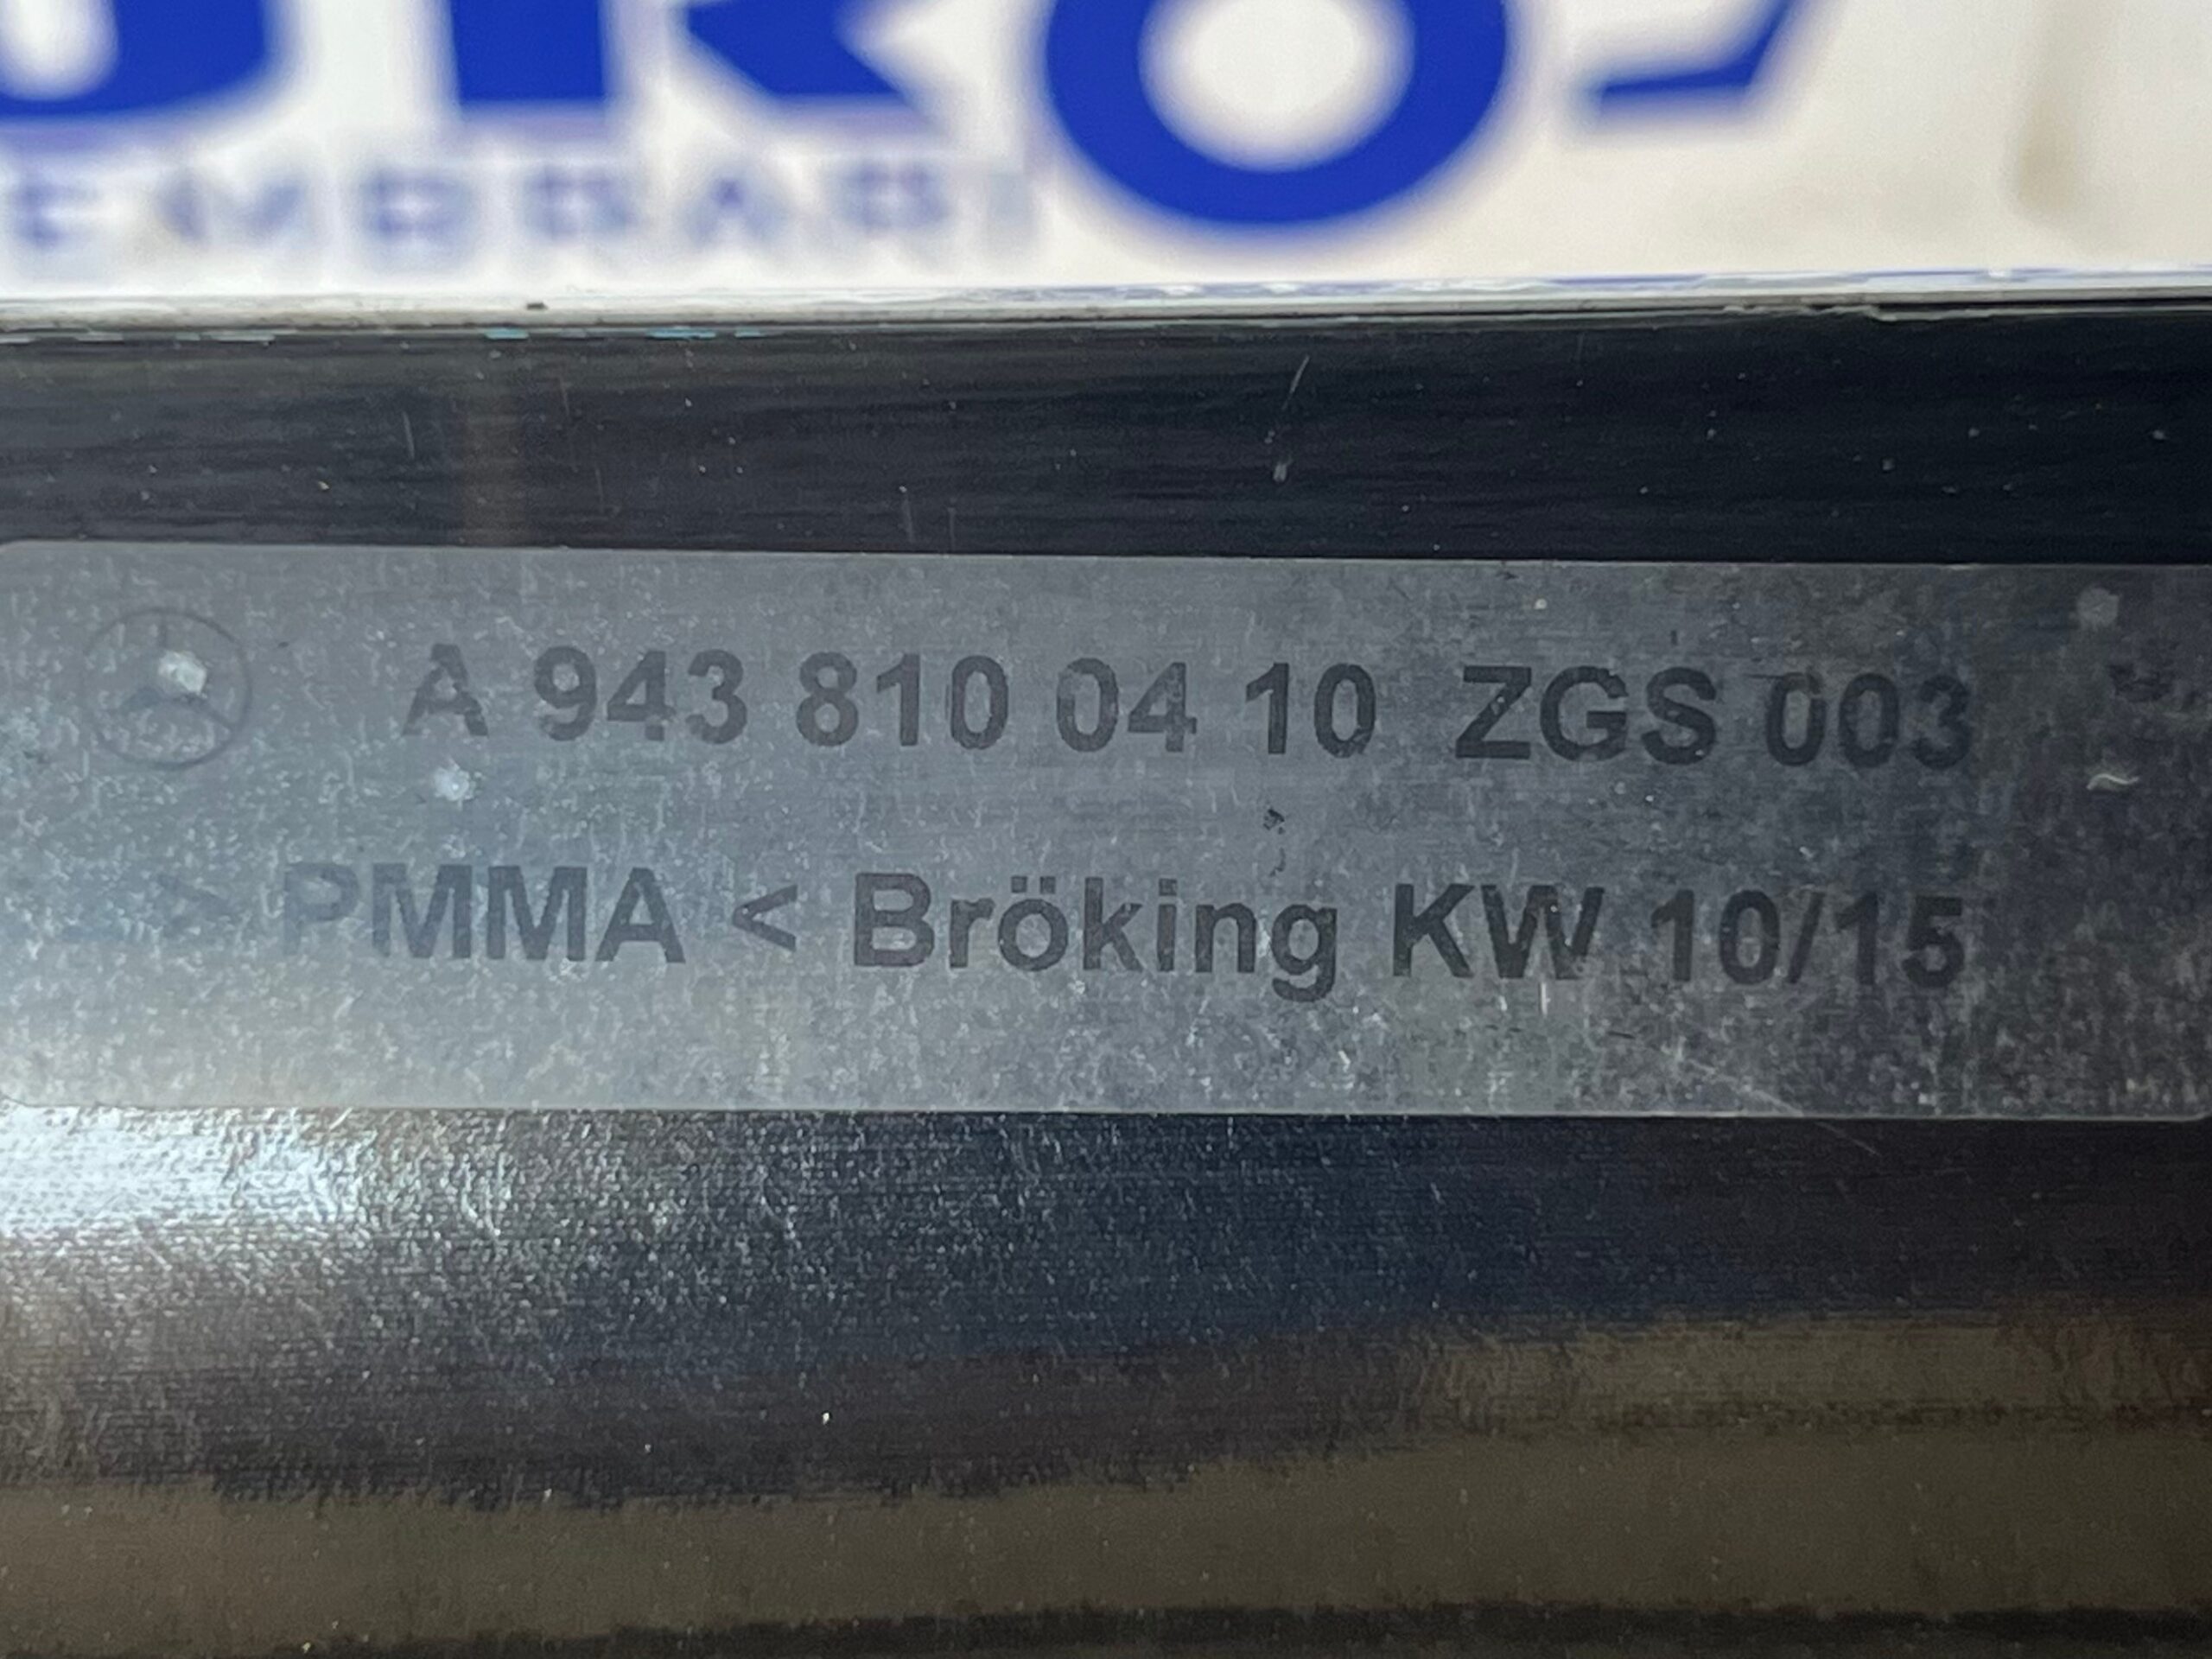 A 943 810 04 10 ZGS 003
> PMMA < Bröking KW 10/15